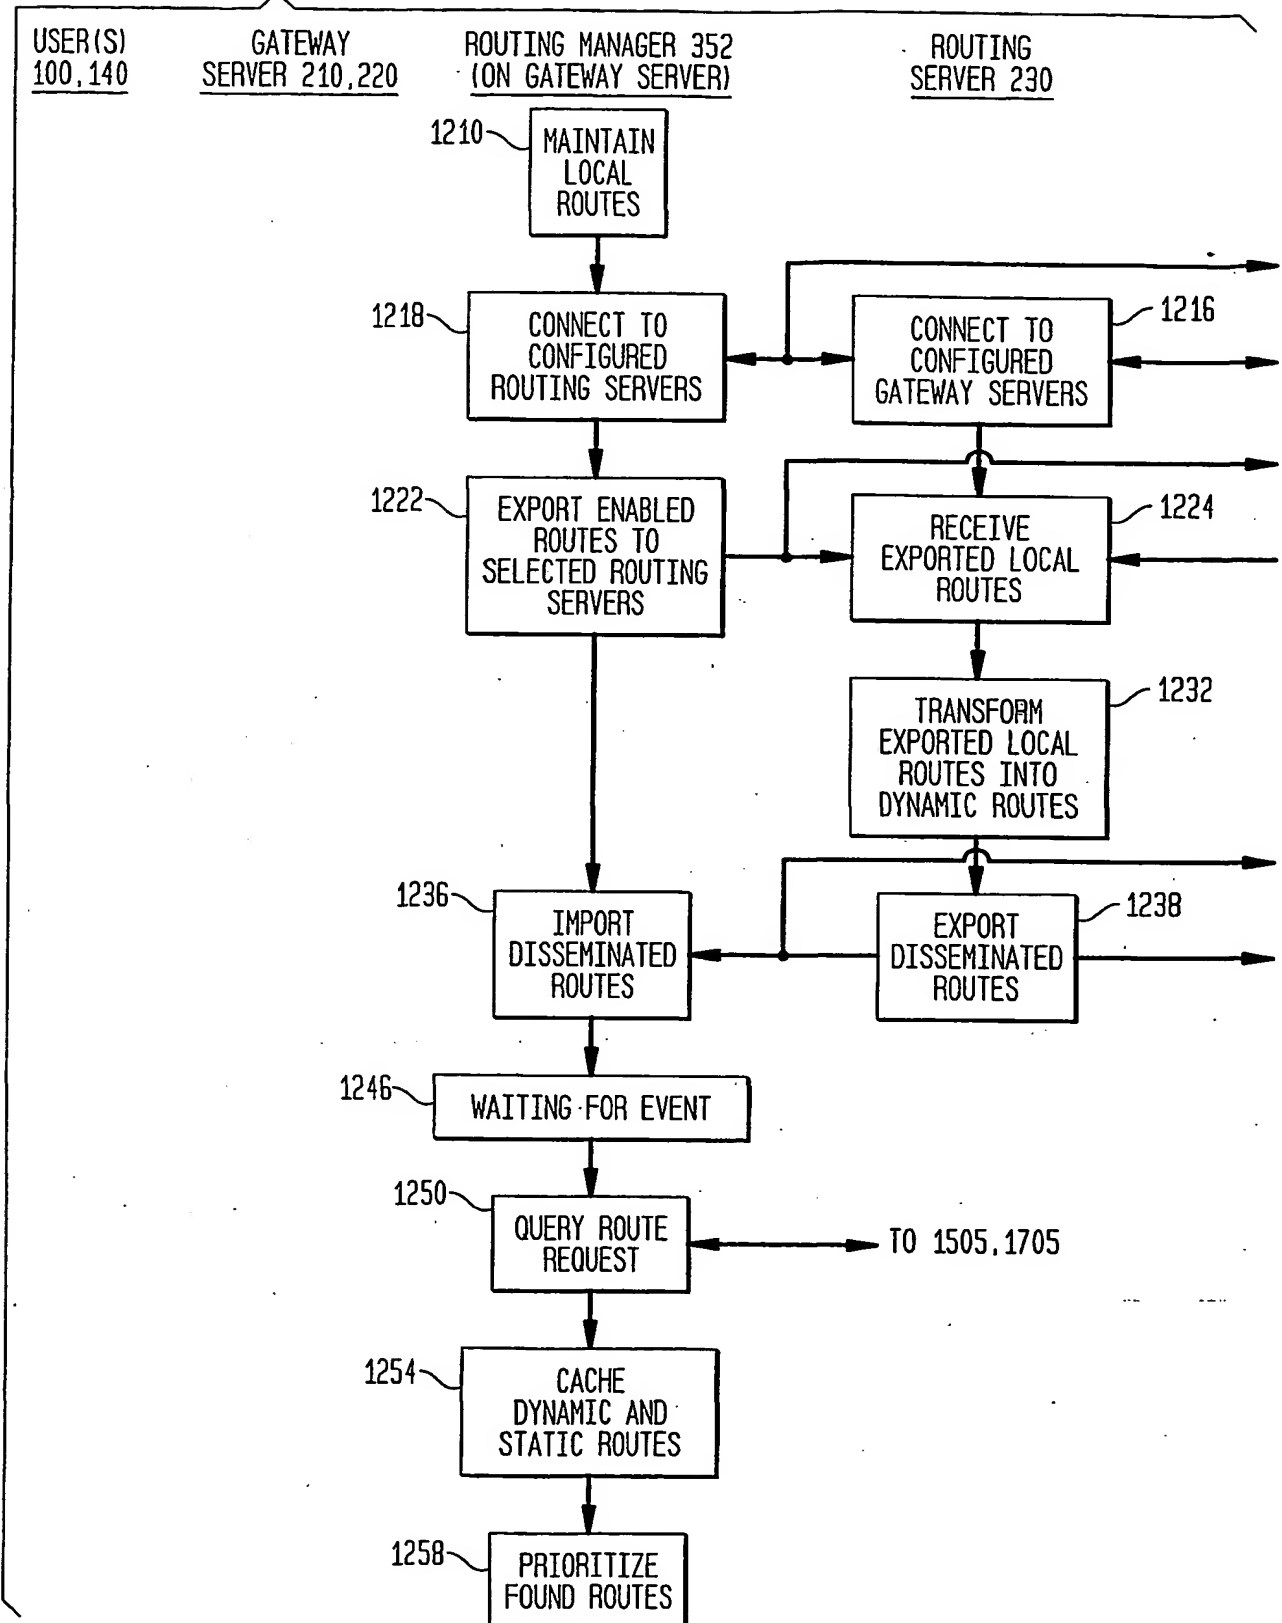 USER(S)
100,140
GATEWAY
SERVER 210,220
ROUTING MANAGER 352
(ON GATEWAY SERVER)
ROUTING
SERVER 230
1210
MAINTAIN
LOCAL
ROUTES
1218
CONNECT TO
CONFIGURED
ROUTING SERVERS
1216
CONNECT TO
CONFIGURED
GATEWAY SERVERS
1222
EXPORT ENABLED
ROUTES TO
SELECTED ROUTING
SERVERS
1224
RECEIVE
EXPORTED LOCAL
ROUTES
1232
TRANSFORM
EXPORTED LOCAL
ROUTES INTO
DYNAMIC ROUTES
1236
IMPORT
DISSEMINATED
ROUTES
1238
EXPORT
DISSEMINATED
ROUTES
1246
WAITING FOR EVENT
1250
QUERY ROUTE
REQUEST
TO 1505,1705
1254
CACHE
DYNAMIC AND
STATIC ROUTES
1258
PRIORITIZE
FOUND ROUTES